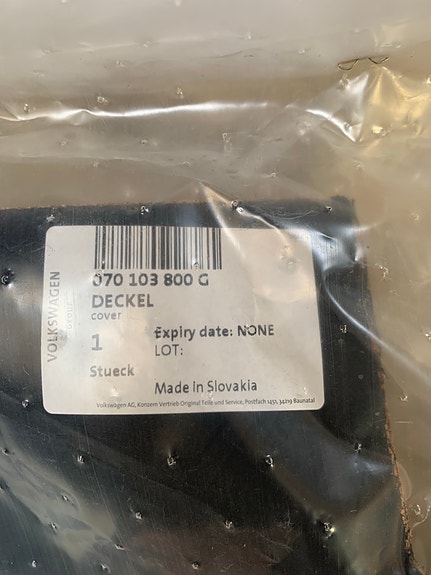 VOLKSWAGEN
070 103 800 G
DECKEL
cover
1
Expiry date: NONE
LOT:
Stueck
Made in Slovakia
Volkswagen AG, Konzern Vertrieb Original Teile und Service, Postfach 1451, 34219 Baunatal